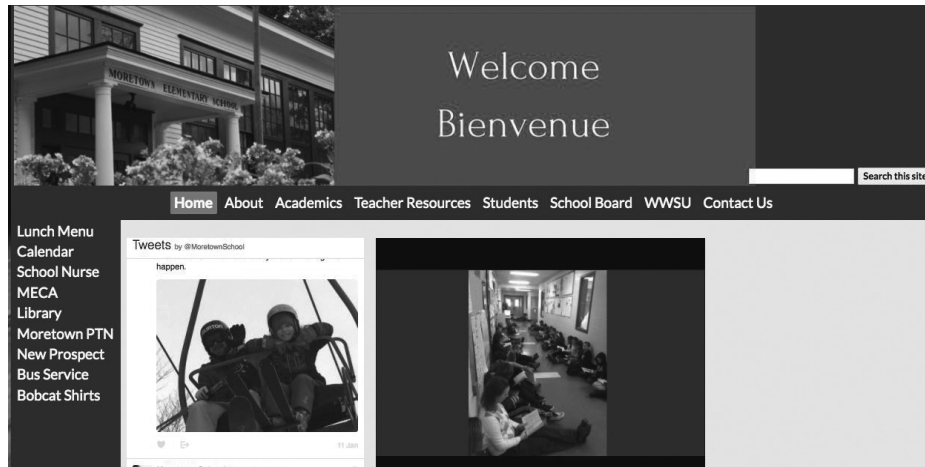 MORETOWN ELEMENTARY SCHOOL
Welcome
Bienvenue
Search this site
Home About Academics Teacher Resources Students School Board WWSU Contact Us
Lunch Menu
Calendar
School Nurse
MECA
Library
Moretown PTN
New Prospect
Bus Service
Bobcat Shirts
Tweets by @MoretownSchool
happen.
BURTON
11 Jan